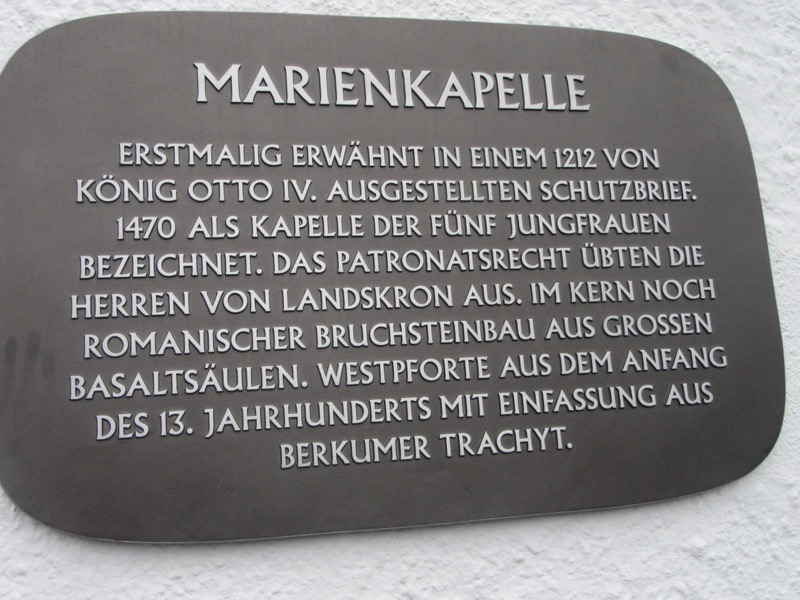 MARIENKAPELLE
ERSTMALIG ERWÄHNT IN EINEM 1212 VON
KÖNIG OTTO IV. AUSGESTELLTEN SCHUTZBRIEF.
1470 ALS KAPELLE DER FÜNF JUNGFRAUEN
BEZEICHNET. DAS PATRONATSRECHT ÜBTEN DIE
HERREN VON LANDSKRON AUS. IM KERN NOCH
ROMANISCHER BRUCHSTEINBAU AUS GROSSEN
BASALTSÄULEN. WESTPFORTE AUS DEM ANFANG
DES 13. JAHRHUNDERTS MIT EINFASSUNG AUS
BERKUMER TRACHYT.